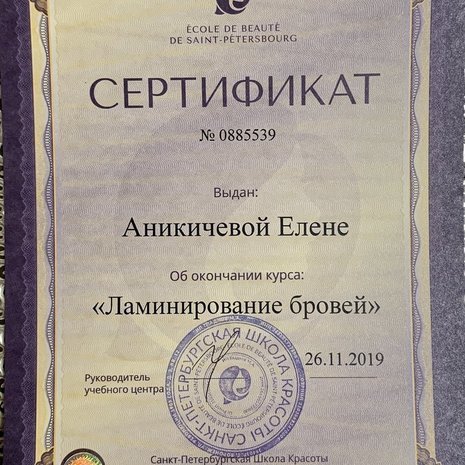 ÉCOLE DE BEAUTÉ
DE SAINT-PÉTERSBOURG
СЕРТИФИКАТ
№ 0885539
Выдан:
Аникичевой Елене
Об окончании курса:
«Ламинирование бровей»
26.11.2019
Руководитель
учебного центра
САНКТ-ПЕТЕРБУРГСКАЯ ШКОЛА КРАСОТЫ
Санкт-Петербургская Школа Красоты